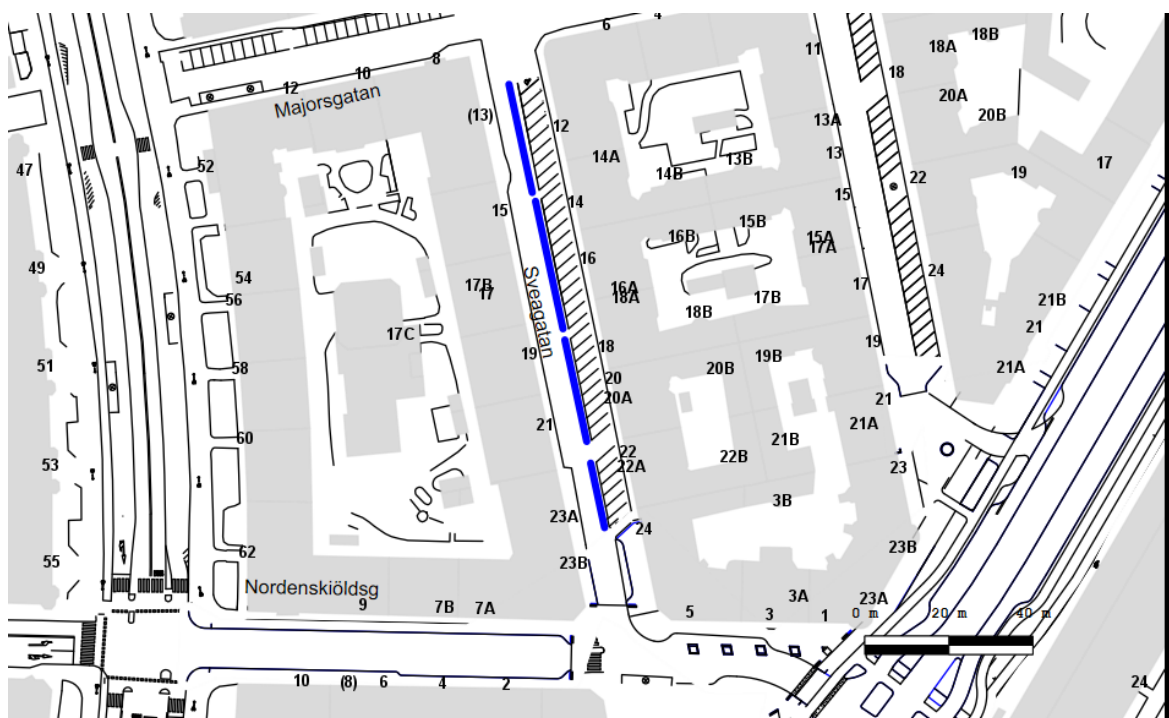 6 4
18B
8 11 18A
10 18
12 20A
Majorsgatan 20B
(13) 12 13A
14A 13B 13 17
47 52 14B 22 19
15 14 15
16B 15B 15A
49 16 17A
54 17B 16A 24
56 17 18A 17B 17 21B
Sveagatan 18B
17C 21
51 19 18 19B 19
58 20 20B 21A
20A 21
60 21 21B 21A
53 22 22B 23
22A
3B
23A 24
55 62 23B 23B
Nordenskiöldsg
9 7B 7A 5 3 3A 1 23A 0 m 20 m 40 m
10 (8) 6 4 2 24